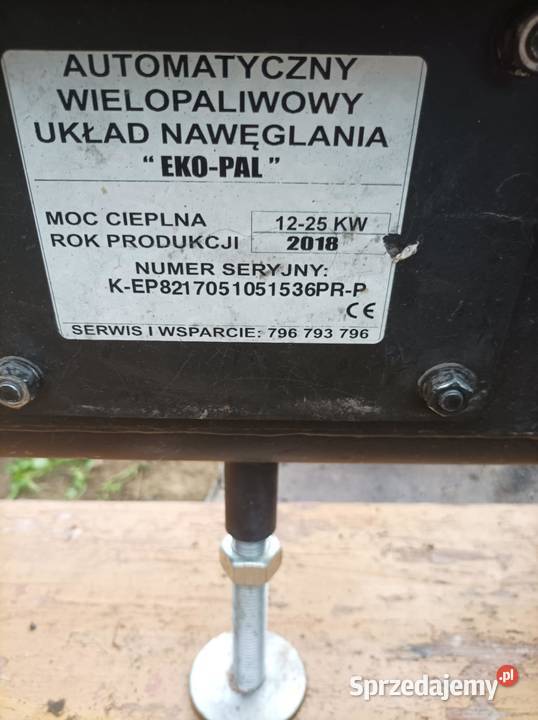 AUTOMATYCZNY
WIELOPALIWOWY
UKŁAD NAWĘGLANIA
“ EKO-PAL ”
MOC CIEPLNA 12-25 KW
ROK PRODUKCJI 2018
NUMER SERYJNY:
K-EP8217051051536PR-P
CE
SERWIS I WSPARCIE: 796 793 796
Sprzedajemy.pl